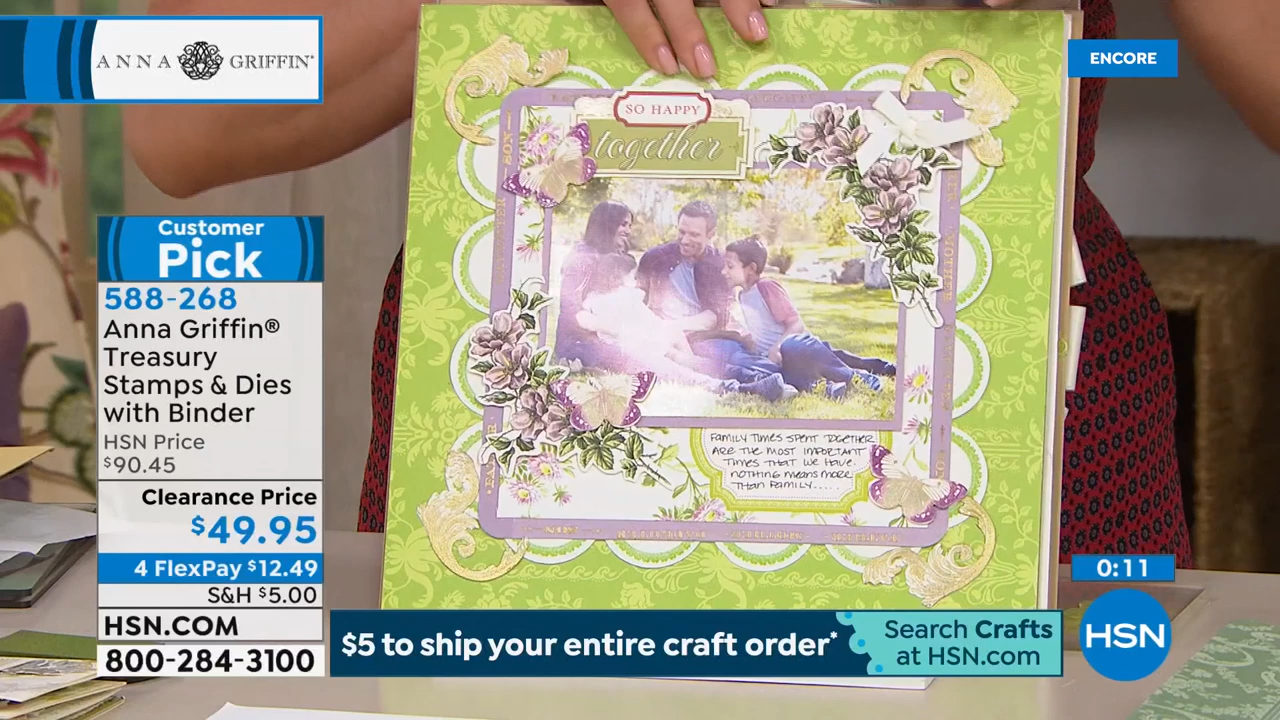 ANNA GRIFFIN®
ENCORE
SO HAPPY
together
SON
MOTHER
FAMILY TIMES SPENT TOGETHER
ARE THE MOST IMPORTANT
TIMES THAT WE HAVE.
NOTHING MEANS MORE
THAN FAMILY.....
Customer
Pick
588-268
Anna Griffin®
Treasury
Stamps & Dies
with Binder
HSN Price
$90.45
Clearance Price
$49.95
4 FlexPay $12.49
S&H $5.00
HSN.COM
800-284-3100
0:11
$5 to ship your entire craft order*
Search Crafts
at HSN.com
HSN